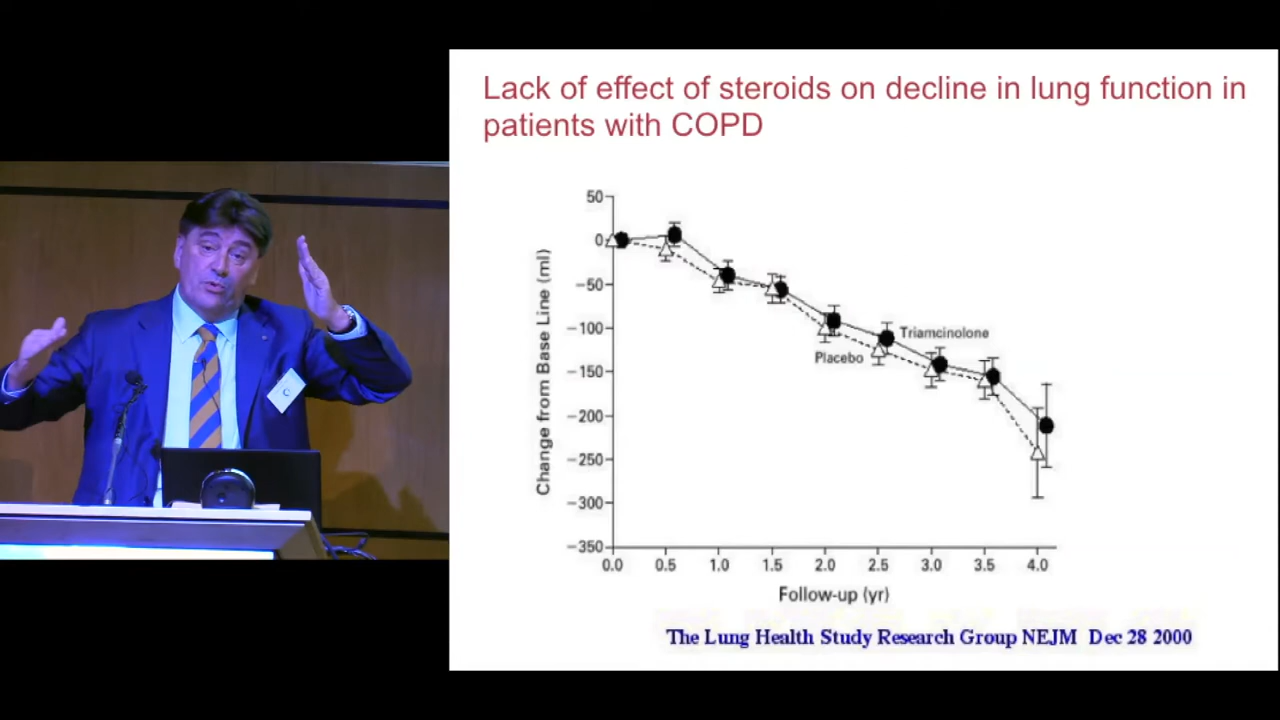 Lack of effect of steroids on decline in lung function in
patients with COPD
50
0
−50
−100
−150
−200
−250
−300
−350
Change from Base Line (ml)
Triamcinolone
Placebo
0.0 0.5 1.0 1.5 2.0 2.5 3.0 3.5 4.0
Follow-up (yr)
The Lung Health Study Research Group NEJM Dec 28 2000